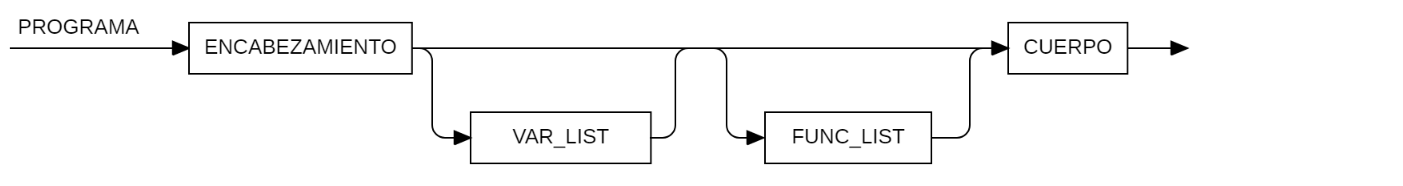 PROGRAMA
ENCABEZAMIENTO
CUERPO
VAR_LIST
FUNC_LIST